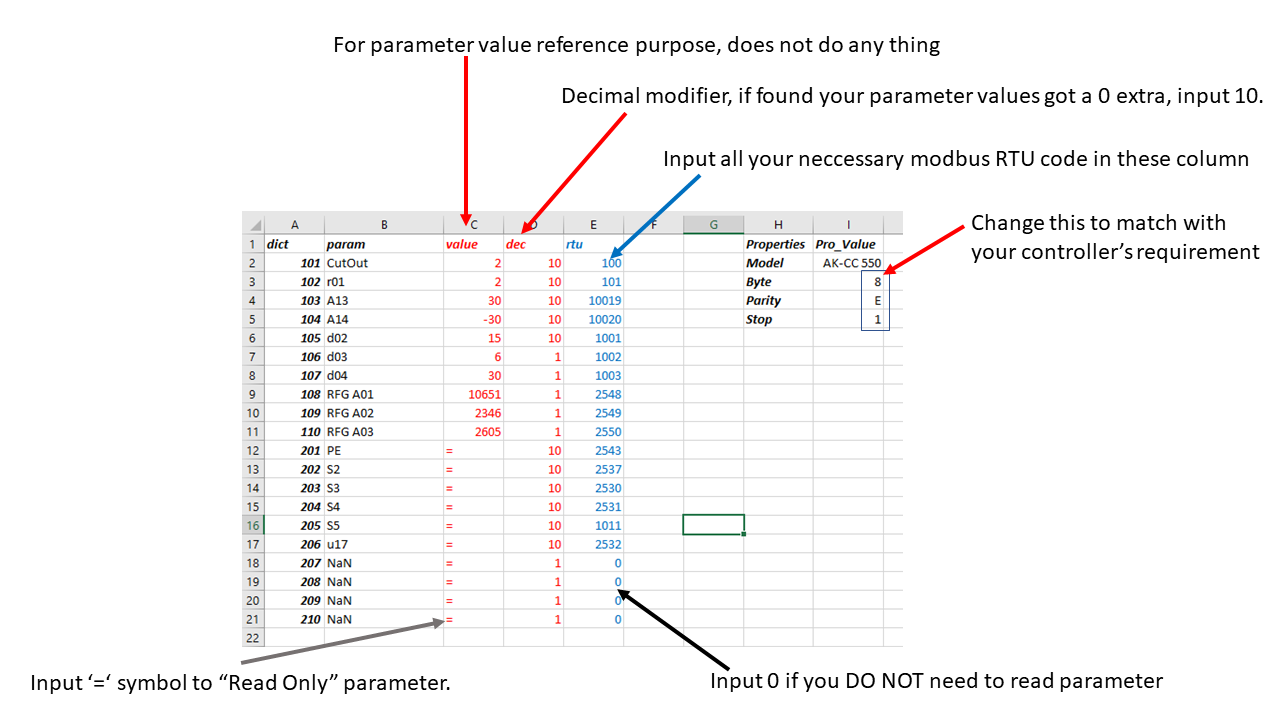 For parameter value reference purpose, does not do any thing
Decimal modifier, if found your parameter values got a 0 extra, input 10.
Input all your neccessary modbus RTU code in these column
Change this to match with
your controller's requirement
A B C D E F G H I
1 dict param value dec rtu Properties Pro_Value
2 101 CutOut 2 10 100 Model AK-CC 550
3 102 r01 2 10 101 Byte 8
4 103 A13 30 10 10019 Parity E
5 104 A14 -30 10 10020 Stop 1
6 105 d02 15 10 1001
7 106 d03 6 1 1002
8 107 d04 30 1 1003
9 108 RFG A01 10651 1 2548
10 109 RFG A02 2346 1 2549
11 110 RFG A03 2605 1 2550
12 201 PE = 10 2543
13 202 S2 = 10 2537
14 203 S3 = 10 2530
15 204 S4 = 10 2531
16 205 S5 = 10 1011
17 206 u17 = 10 2532
18 207 NaN = 1 0
19 208 NaN = 1 0
20 209 NaN = 1 0
21 210 NaN = 1 0
22
Input '=' symbol to "Read Only" parameter.
Input 0 if you DO NOT need to read parameter